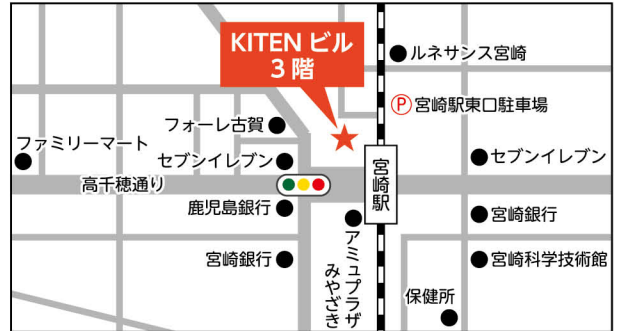 KITEN ビル
3 階
ルネサンス宮崎
Ⓟ宮崎駅東口駐車場
フォーレ古賀
ファミリーマート
セブンイレブン
セブンイレブン
高千穂通り
宮崎駅
鹿児島銀行
宮崎銀行
宮崎銀行
宮崎科学技術館
アミュプラザ
みやざき
保健所